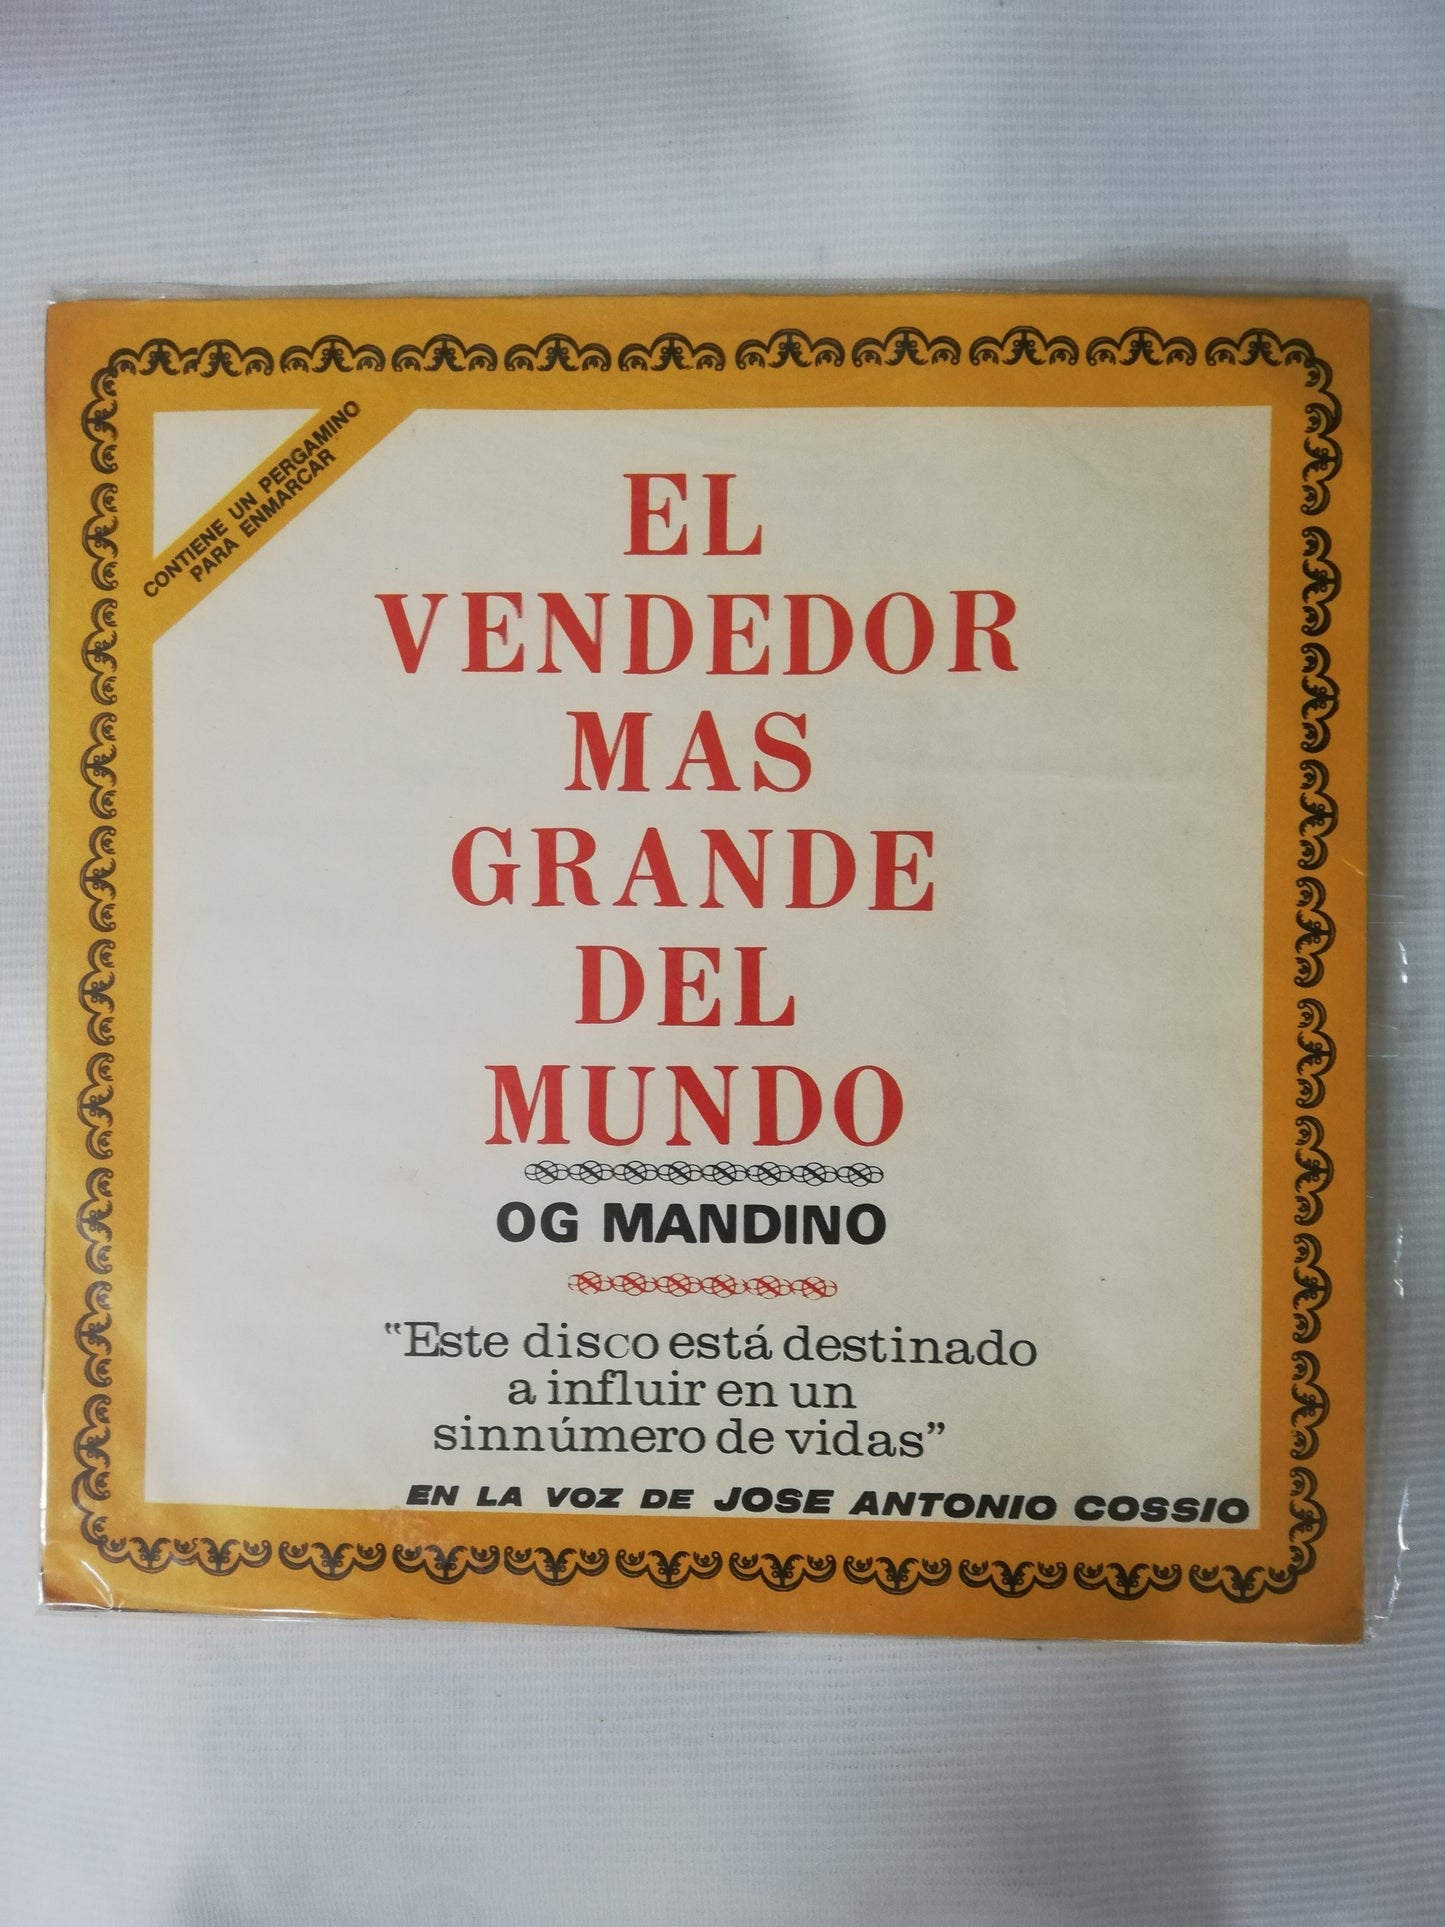 CONTIENE UN PERGAMINO
PARA ENMARCAR
EL
VENDEDOR
MAS
GRANDE
DEL
MUNDO
OG MANDINO
"Este disco está destinado
a influir en un
sinnúmero de vidas"
EN LA VOZ DE JOSE ANTONIO COSSIO